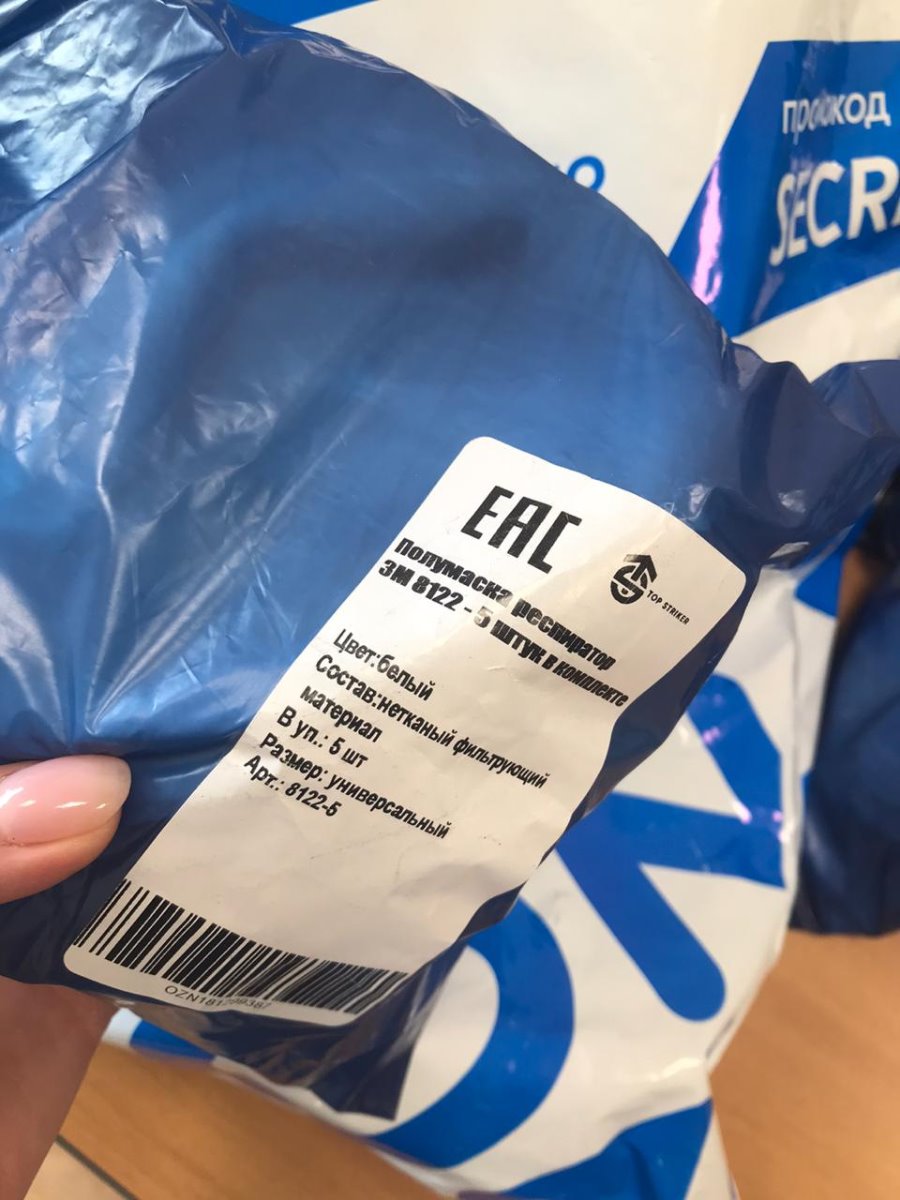 промокод
SECRA
EAC
TOP STRIKER
Полумаска респиратор
3М 8122 - 5 штук в комплекте
Цвет:белый
Состав:нетканый фильтрующий
материал
В уп.: 5 шт
Размер: универсальный
Арт.: 8122-5